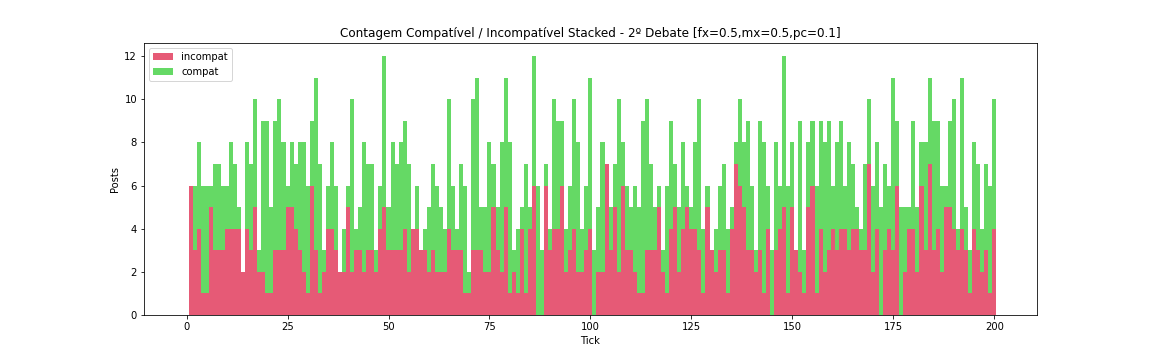 Contagem Compatível / Incompatível Stacked - 2º Debate [fx=0.5,mx=0.5,pc=0.1]
incompat
compat
12
10
8
6
4
2
0
Posts
0 25 50 75 100 125 150 175 200
Tick